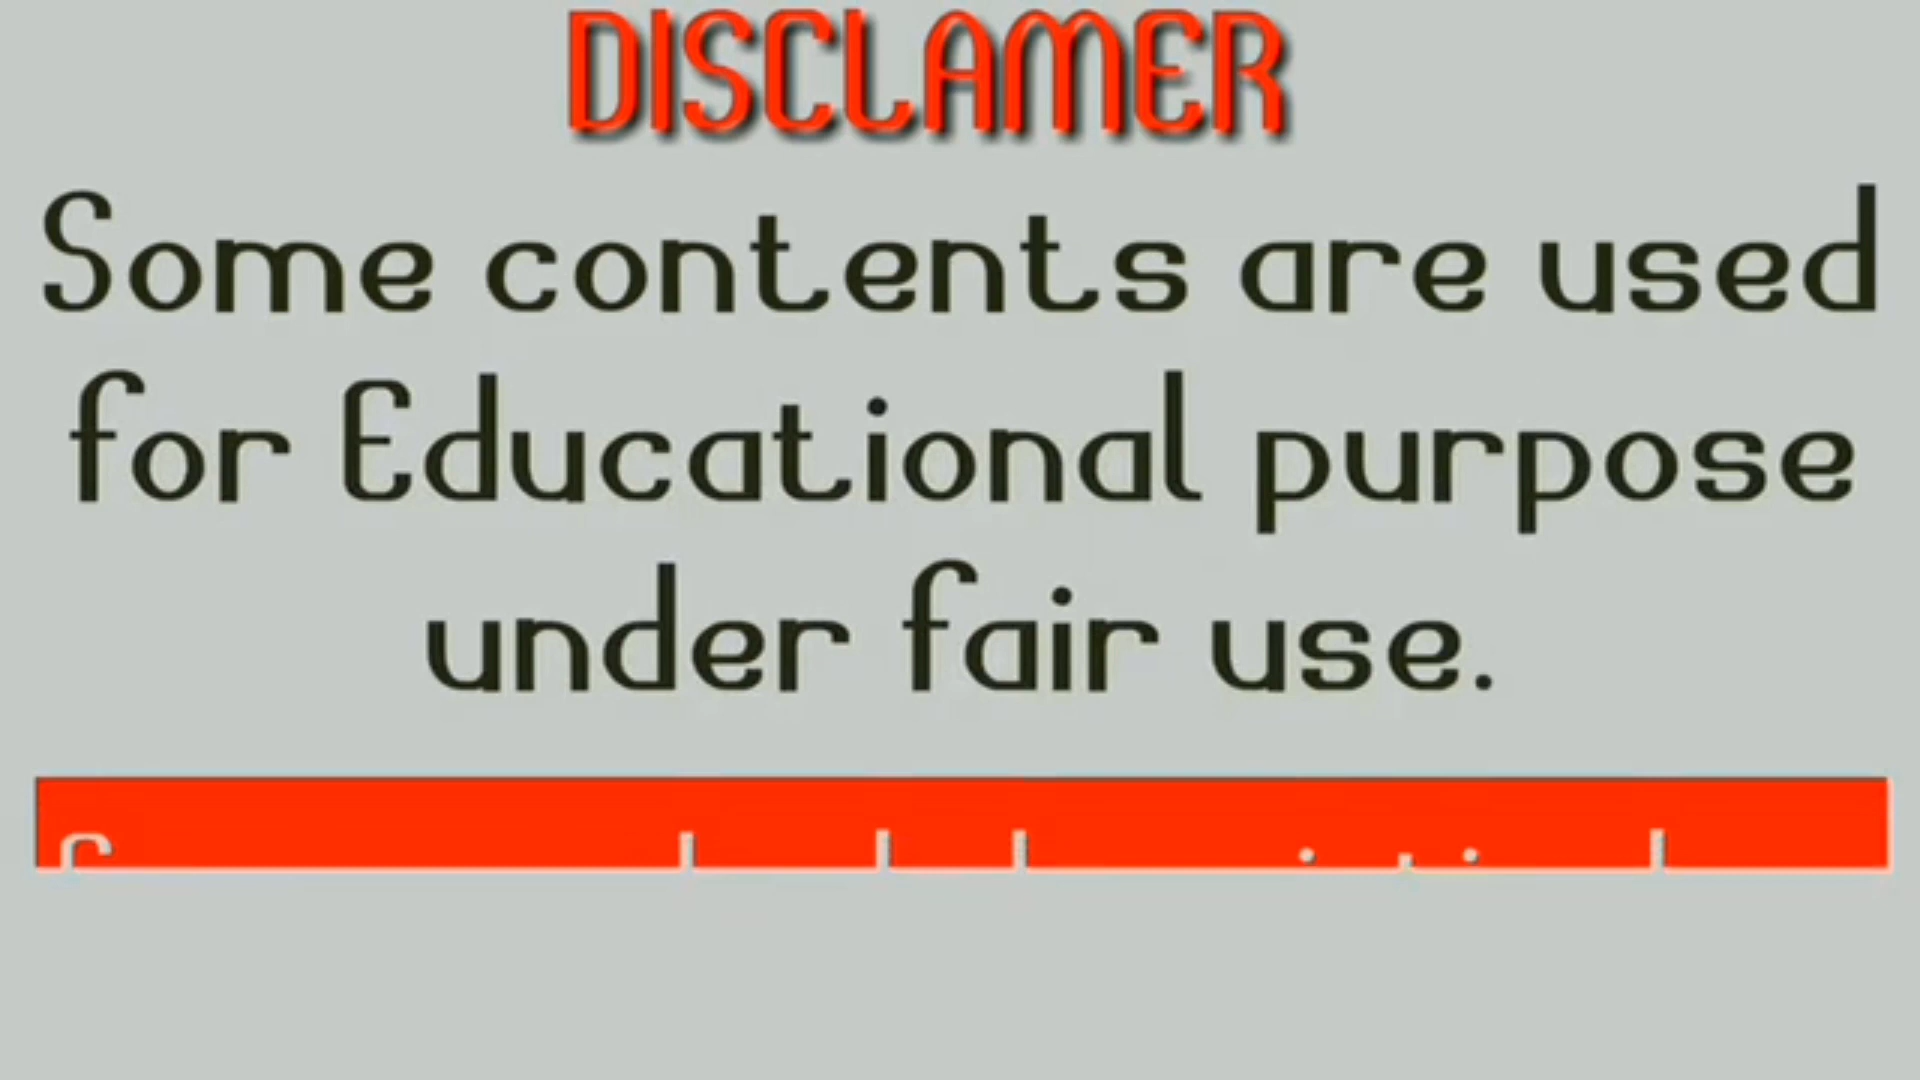 DISCLAMER
Some contents are used
for Educational purpose
under fair use.